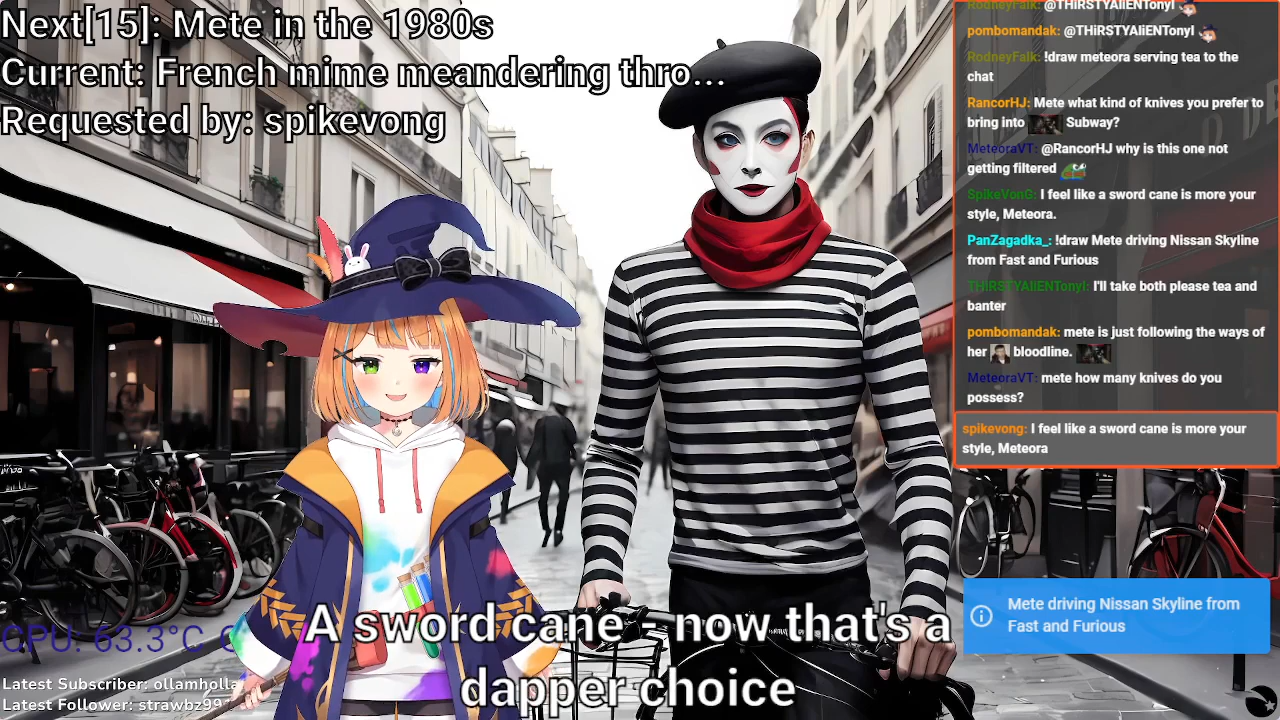 Next[15]: Mete in the 1980s
Current: French mime meandering thro...
Requested by: spikevong
RodneyFalk: @THiRSTYAliENTonyI
pombomandak: @THiRSTYAliENTonyI
RodneyFalk: !draw meteora serving tea to the
chat
RancorHJ: Mete what kind of knives you prefer to
bring into Subway?
MeteoraVT: @RancorHJ why is this one not
getting filtered
SpikeVonG: I feel like a sword cane is more your
style, Meteora.
PanZagadka_: !draw Mete driving Nissan Skyline
from Fast and Furious
THiRSTYAliENTonyI: I'll take both please tea and
banter
pombomandak: mete is just following the ways of
her bloodline.
MeteoraVT: mete how many knives do you
possess?
spikevong: I feel like a sword cane is more your
style, Meteora
Mete driving Nissan Skyline from
Fast and Furious
A sword cane - now that's a
dapper choice
CPU: 63.3°C
Latest Subscriber: ollamholla
Latest Follower: strawbz99